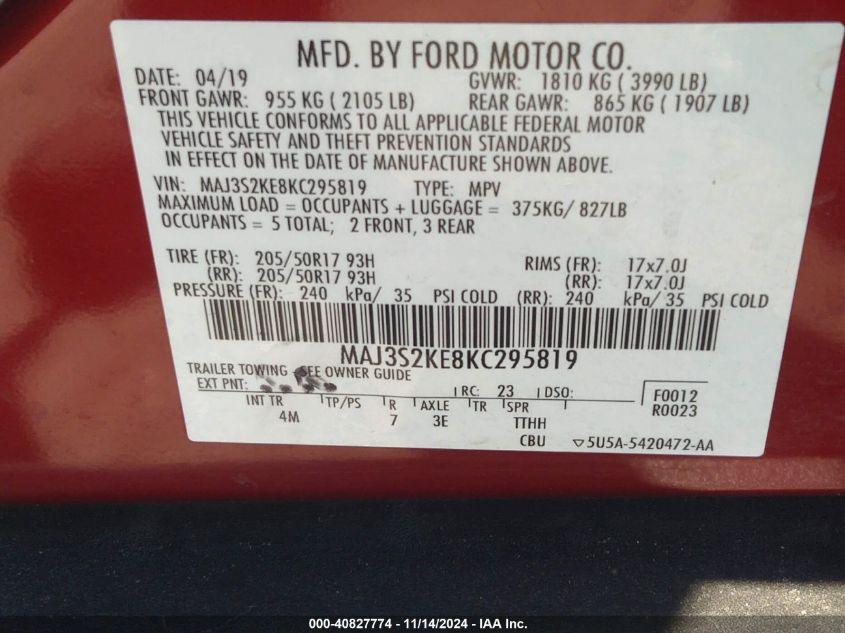 MFD. BY FORD MOTOR CO.
DATE: 04/19 GVWR: 1810 KG ( 3990 LB)
FRONT GAWR: 955 KG ( 2105 LB) REAR GAWR: 865 KG ( 1907 LB)
THIS VEHICLE CONFORMS TO ALL APPLICABLE FEDERAL MOTOR
VEHICLE SAFETY AND THEFT PREVENTION STANDARDS
IN EFFECT ON THE DATE OF MANUFACTURE SHOWN ABOVE.
VIN: MAJ3S2KE8KC295819 TYPE: MPV
MAXIMUM LOAD = OCCUPANTS + LUGGAGE = 375KG/ 827LB
OCCUPANTS = 5 TOTAL; 2 FRONT, 3 REAR
TIRE (FR): 205/50R17 93H RIMS (FR): 17x7.0J
(RR): 205/50R17 93H (RR): 17x7.0J
PRESSURE (FR): 240 kPa/ 35 PSI COLD (RR): 240 kPa/ 35 PSI COLD
MAJ3S2KE8KC295819
TRAILER TOWING - SEE OWNER GUIDE
EXT PNT: RC: 23 DSO: F0012
INT TR TP/PS R AXLE TR SPR R0023
4M 7 3E TTHH
CBU ▽5U5A-5420472-AA
000-40827774 - 11/14/2024 - IAA Inc.